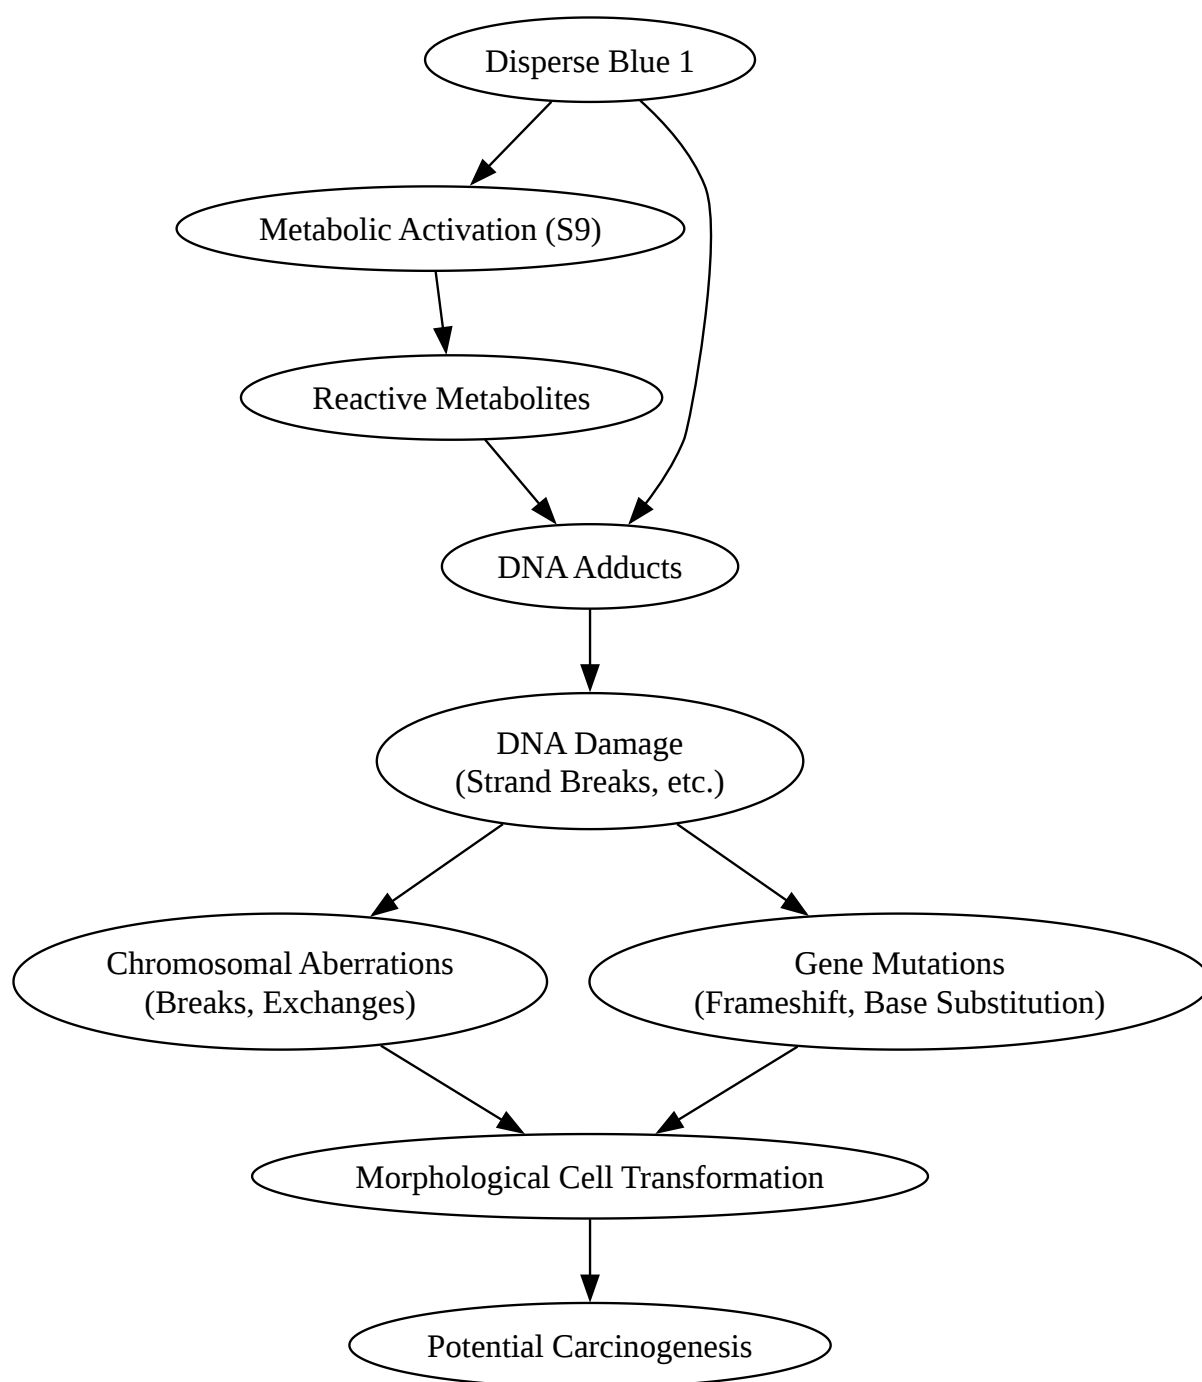 Disperse Blue 1
Metabolic Activation (S9)
Reactive Metabolites
DNA Adducts
DNA Damage
(Strand Breaks, etc.)
Chromosomal Aberrations
(Breaks, Exchanges)
Gene Mutations
(Frameshift, Base Substitution)
Morphological Cell Transformation
Potential Carcinogenesis